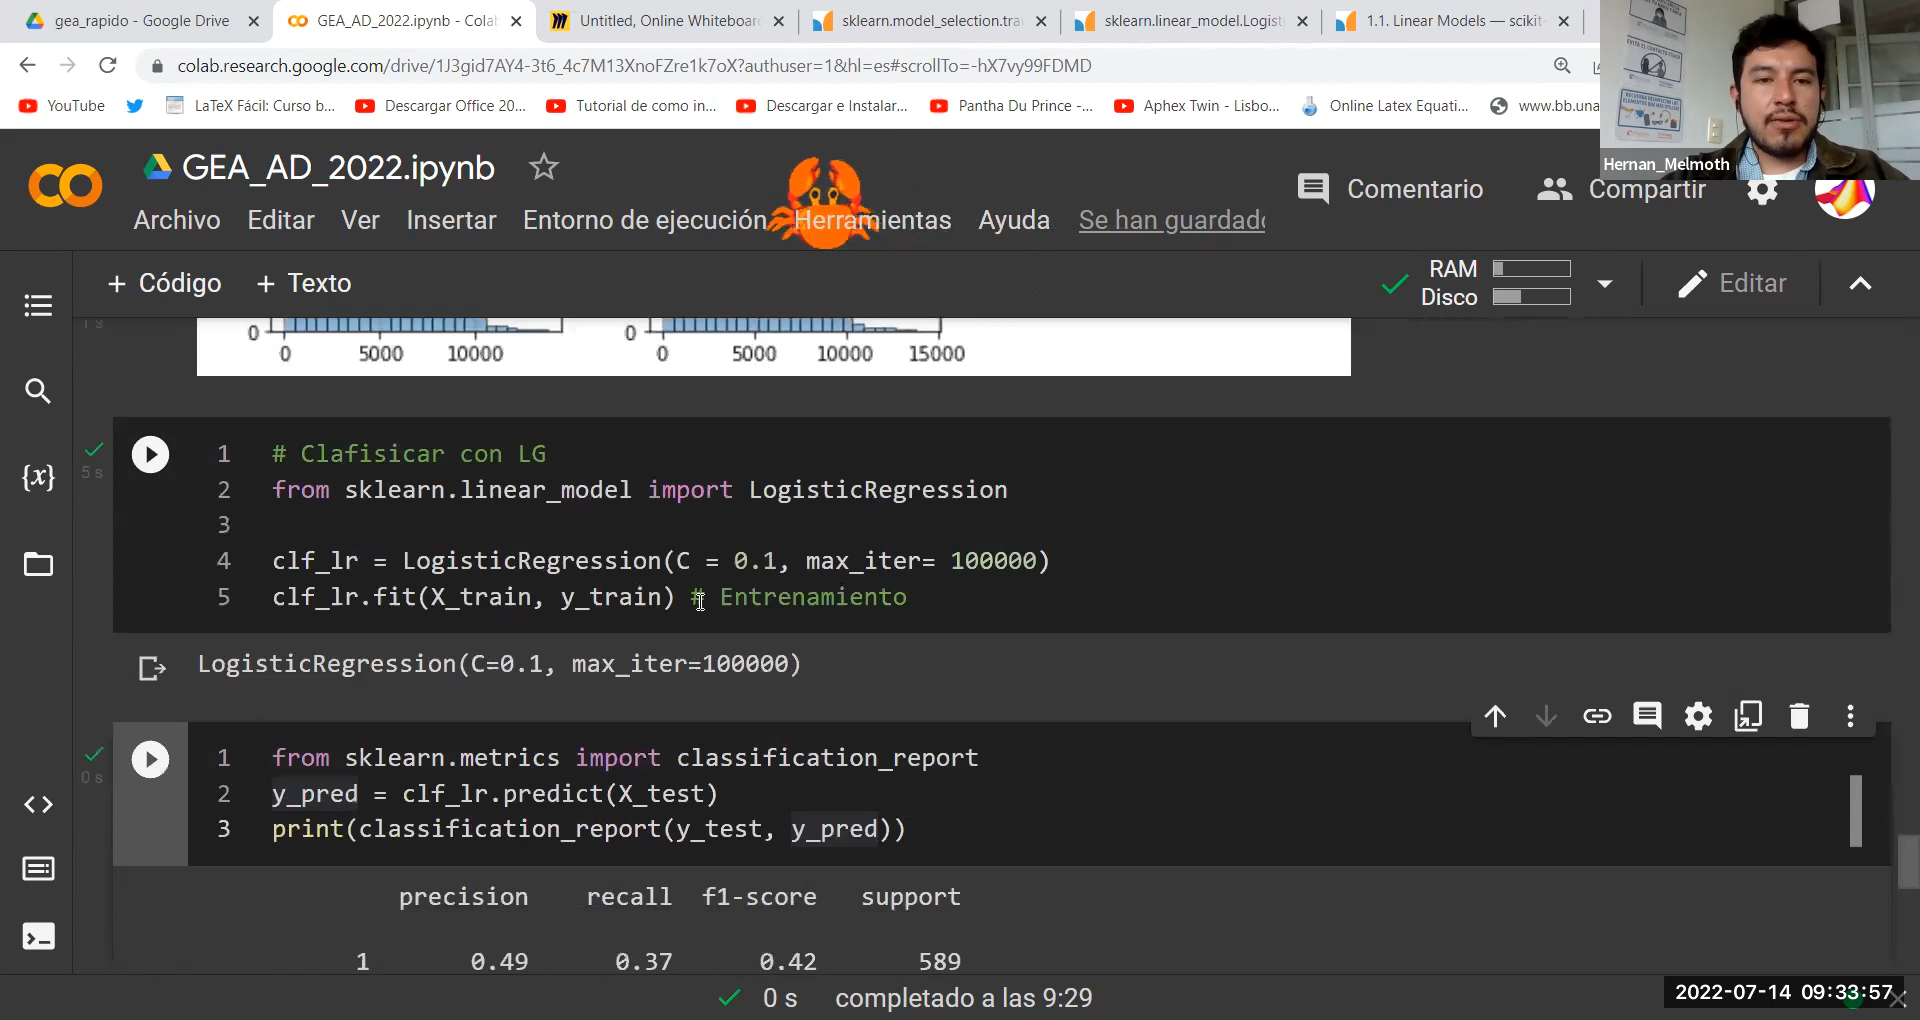 gea_rapido - Google Drive
GEA_AD_2022.ipynb - Cola
Untitled, Online Whiteboar
sklearn.model_selection.tra
sklearn.linear_model.Logist
1.1. Linear Models — scikit-
colab.research.google.com/drive/1J3gid7AY4-3t6_4c7M13XnoFZre1k7oX?authuser=1&hl=es#scrollTo=-hX7vy99FDMD
YouTube
LaTeX Fácil: Curso b...
Descargar Office 20...
Tutorial de como in...
Descargar e Instalar...
Pantha Du Prince -...
Aphex Twin - Lisbo...
Online Latex Equati...
www.bb.una
Hernan_Melmoth
CO
GEA_AD_2022.ipynb
Comentario
Compartir
Archivo Editar Ver Insertar Entorno de ejecución Herramientas Ayuda Se han guardado
+ Código + Texto
RAM
Disco
Editar
1 s
0
0
0 5000 10000
0 5000 10000 15000
5 s
1 # Clafisicar con LG
2 from sklearn.linear_model import LogisticRegression
3
4 clf_lr = LogisticRegression(C = 0.1, max_iter= 100000)
5 clf_lr.fit(X_train, y_train) # Entrenamiento
LogisticRegression(C=0.1, max_iter=100000)
0 s
1 from sklearn.metrics import classification_report
2 y_pred = clf_lr.predict(X_test)
3 print(classification_report(y_test, y_pred))
precision recall f1-score support
1 0.49 0.37 0.42 589
0 s completado a las 9:29
2022-07-14 09:33:57